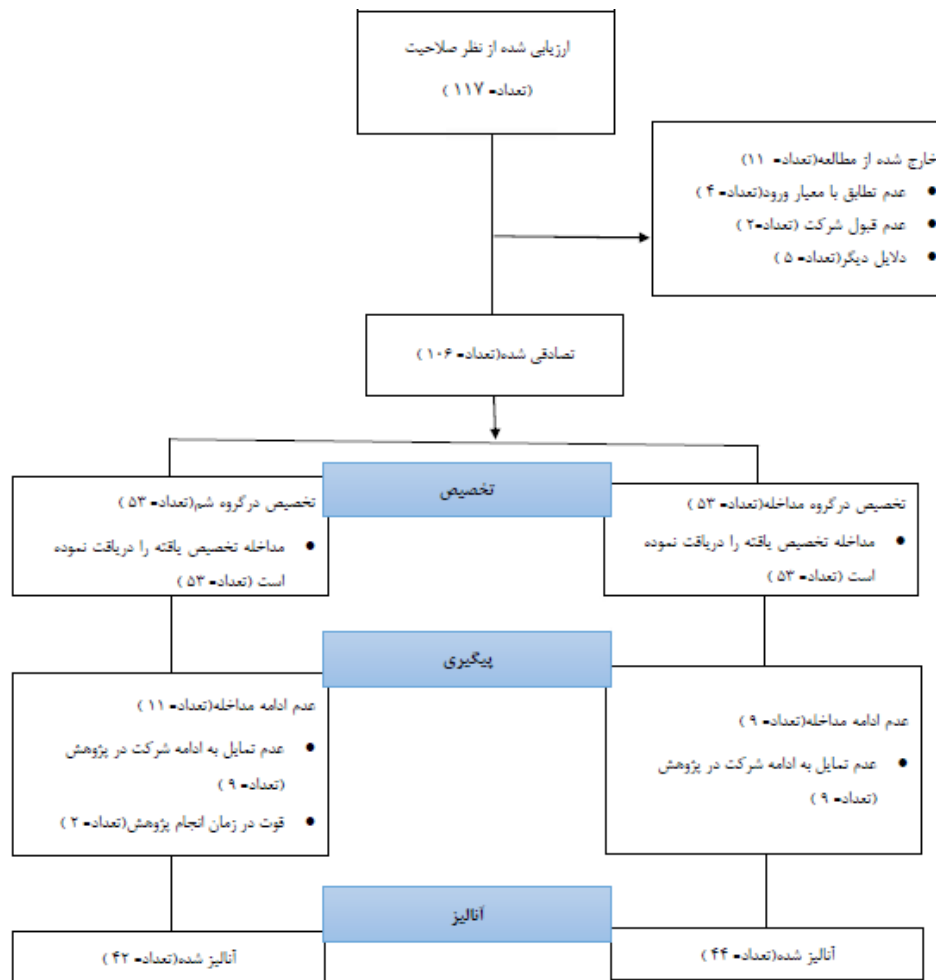 ارزیابی شده از نظر صلاحیت
(تعداد= ۱۱۷ )
خارج شده از مطالعه(تعداد= ۱۱)
● عدم تطابق با معیار ورود(تعداد= ۴ )
● عدم قبول شرکت (تعداد=۲)
● دلایل دیگر(تعداد= ۵ )
تصادقی شده(تعداد= ۱۰۶ )
تخصیص
تخصیص درگروه مداخله(تعداد= ۵۳ )
● مداخله تخصیص یافته را دریافت نموده
است (تعداد= ۵۳ )
تخصیص درگروه شم(تعداد= ۵۳ )
● مداخله تخصیص یافته را دریافت نموده
است (تعداد= ۵۳ )
پیگیری
عدم ادامه مداخله(تعداد= ۹ )
● عدم تمایل به ادامه شرکت در پژوهش
(تعداد= ۹ )
عدم ادامه مداخله(تعداد= ۱۱ )
● عدم تمایل به ادامه شرکت در پژوهش
(تعداد= ۹ )
● فوت در زمان انجام پژوهش(تعداد= ۲ )
آنالیز
آنالیز شده(تعداد= ۴۴ )
آنالیز شده(تعداد= ۴۲ )